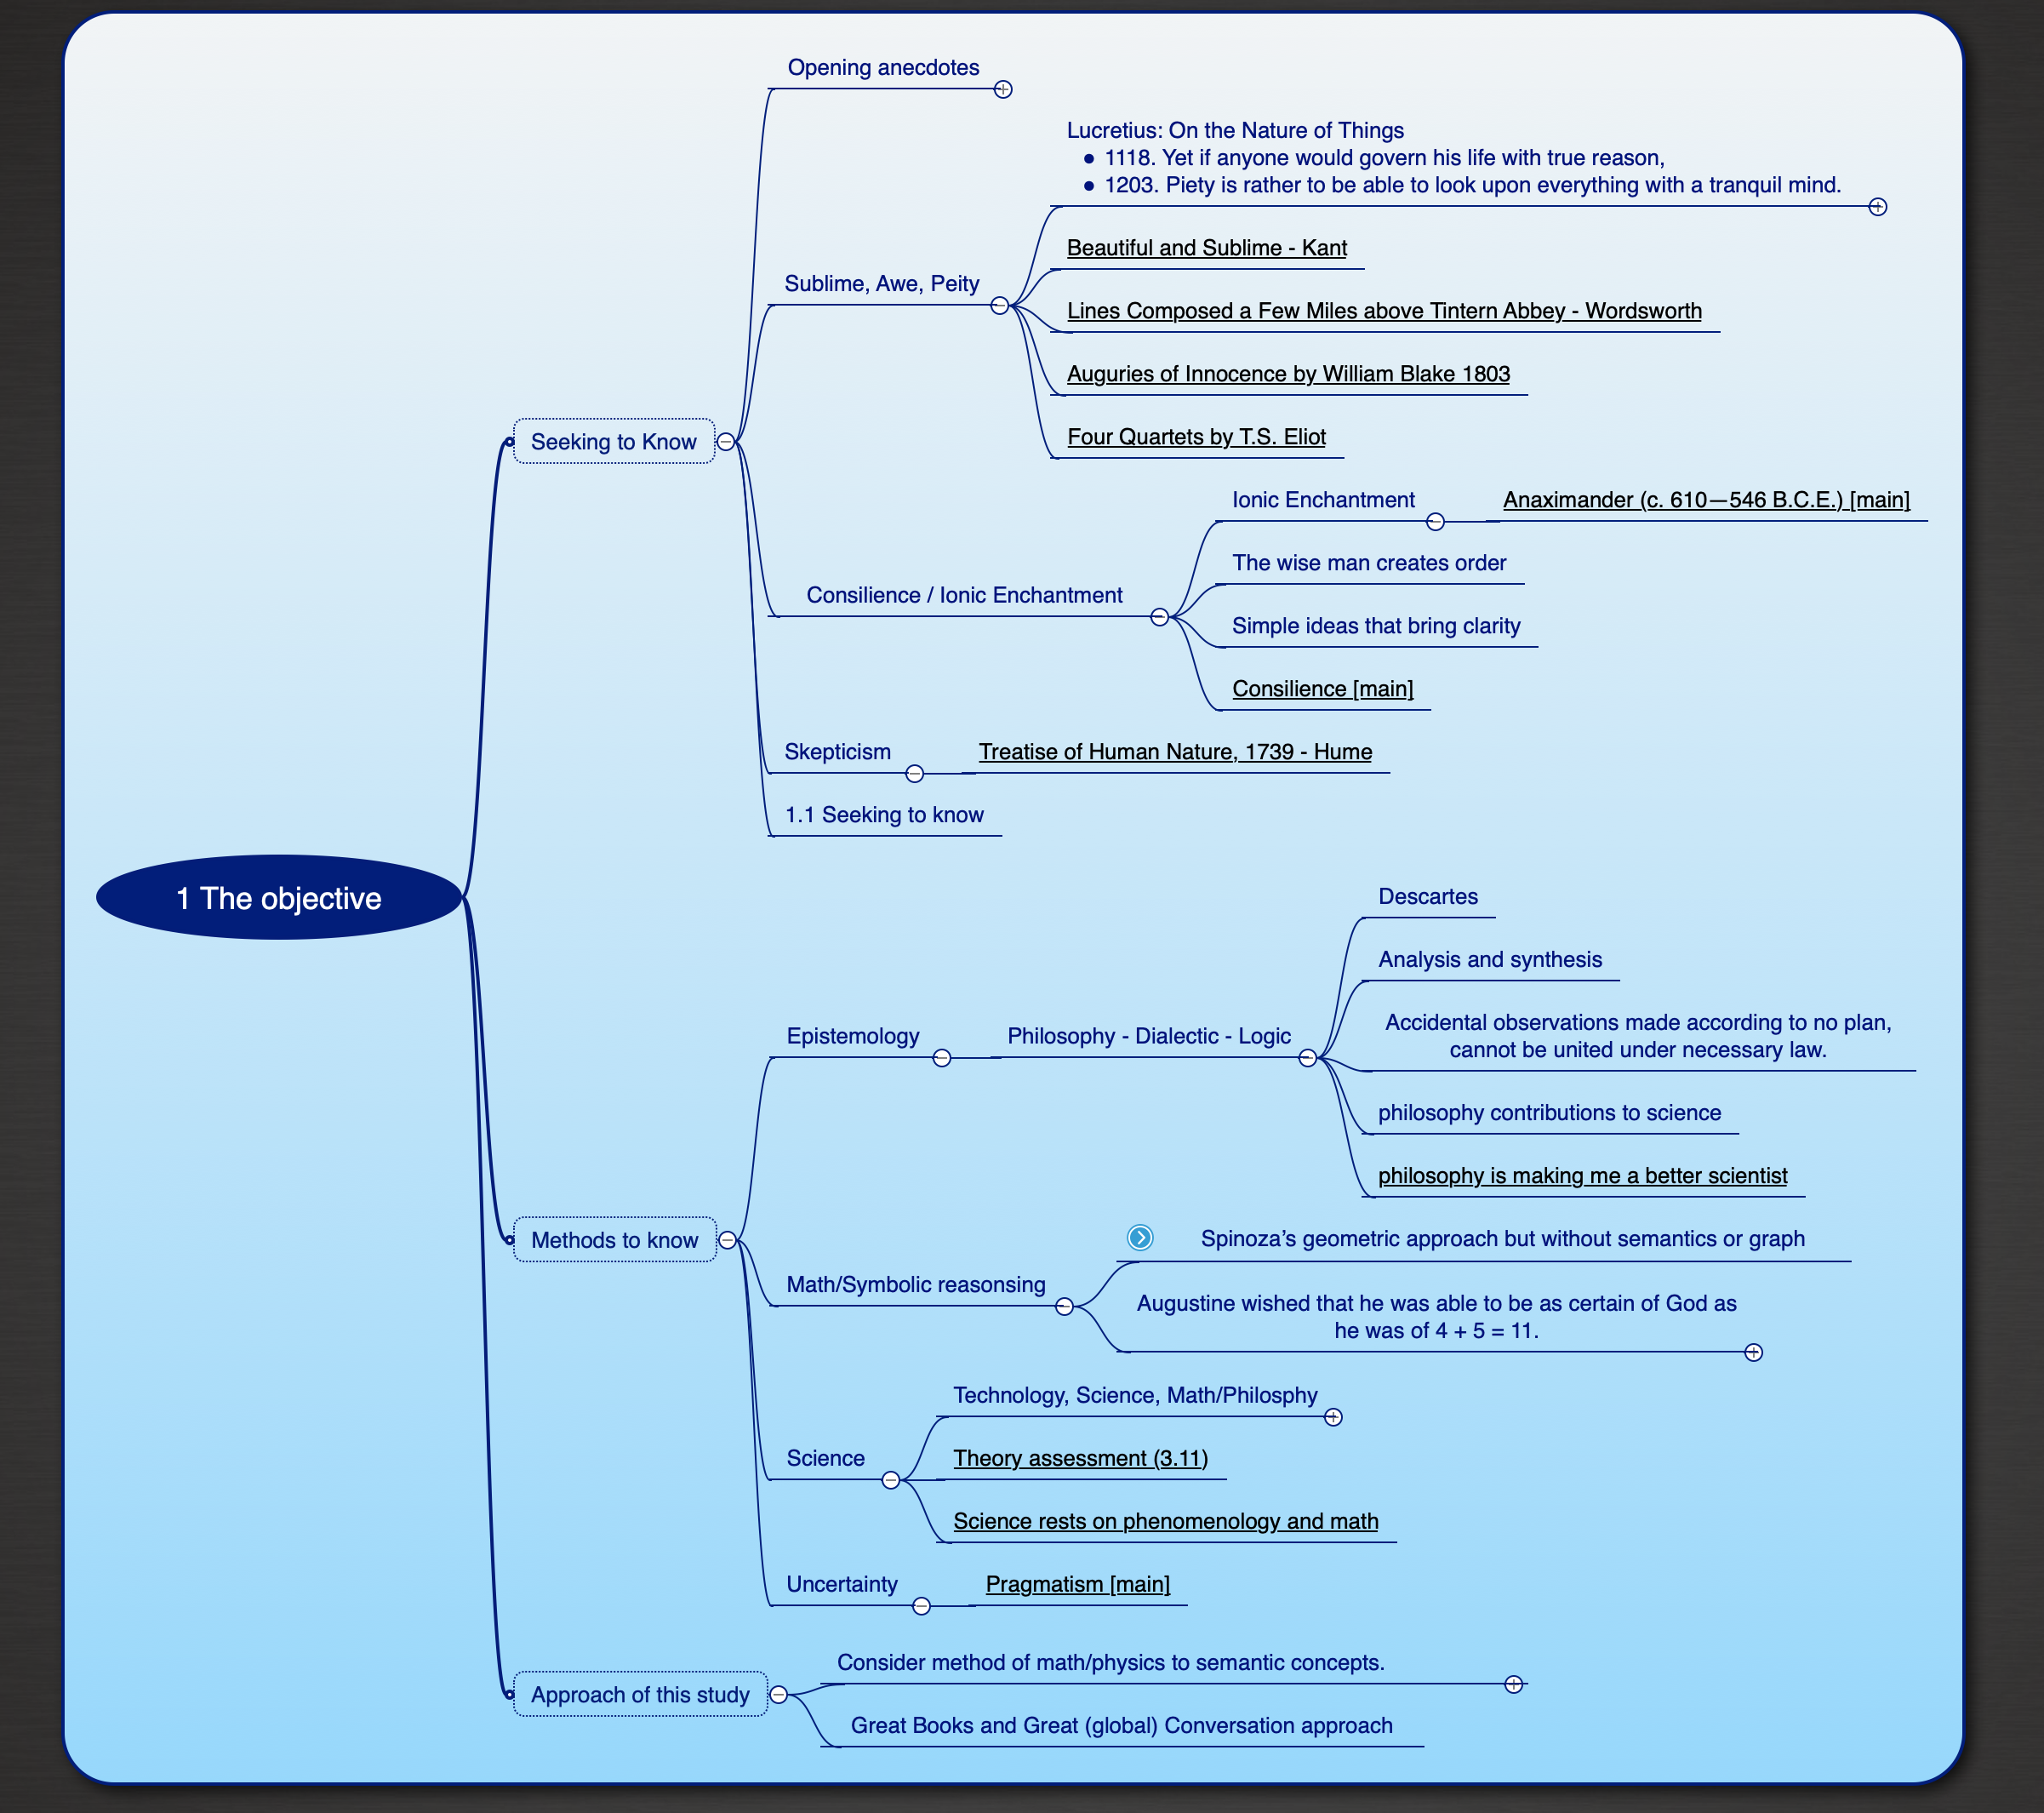 1 The objective
Seeking to Know
Opening anecdotes
Sublime, Awe, Peity
Lucretius: On the Nature of Things
● 1118. Yet if anyone would govern his life with true reason,
● 1203. Piety is rather to be able to look upon everything with a tranquil mind.
Beautiful and Sublime - Kant
Lines Composed a Few Miles above Tintern Abbey - Wordsworth
Auguries of Innocence by William Blake 1803
Four Quartets by T.S. Eliot
Consilience / Ionic Enchantment
Ionic Enchantment
Anaximander (c. 610—546 B.C.E.) [main]
The wise man creates order
Simple ideas that bring clarity
Consilience [main]
Skepticism
Treatise of Human Nature, 1739 - Hume
1.1 Seeking to know
Methods to know
Epistemology
Philosophy - Dialectic - Logic
Descartes
Analysis and synthesis
Accidental observations made according to no plan,
cannot be united under necessary law.
philosophy contributions to science
philosophy is making me a better scientist
Math/Symbolic reasonsing
Spinoza’s geometric approach but without semantics or graph
Augustine wished that he was able to be as certain of God as
he was of 4 + 5 = 11.
Science
Technology, Science, Math/Philosphy
Theory assessment (3.11)
Science rests on phenomenology and math
Uncertainty
Pragmatism [main]
Approach of this study
Consider method of math/physics to semantic concepts.
Great Books and Great (global) Conversation approach